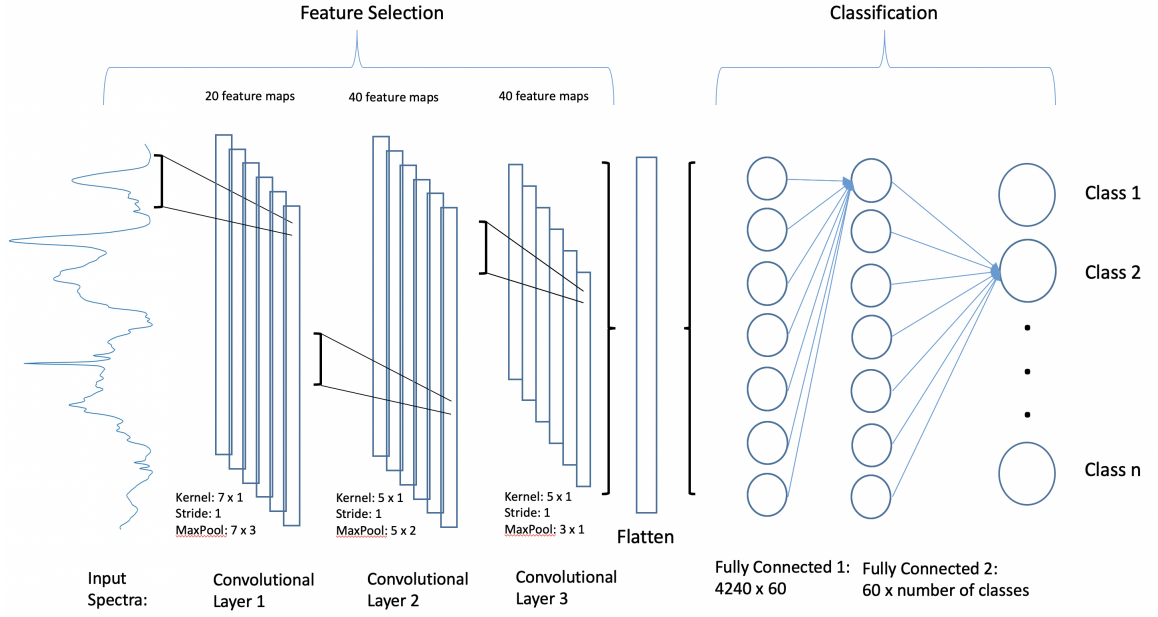 Feature Selection
Classification
20 feature maps
40 feature maps
40 feature maps
Class 1
Class 2
Class n
Kernel: 7 x 1
Stride: 1
MaxPool: 7 x 3
Kernel: 5 x 1
Stride: 1
MaxPool: 5 x 2
Kernel: 5 x 1
Stride: 1
MaxPool: 3 x 1
Flatten
Input
Spectra:
Convolutional
Layer 1
Convolutional
Layer 2
Convolutional
Layer 3
Fully Connected 1:
4240 x 60
Fully Connected 2:
60 x number of classes